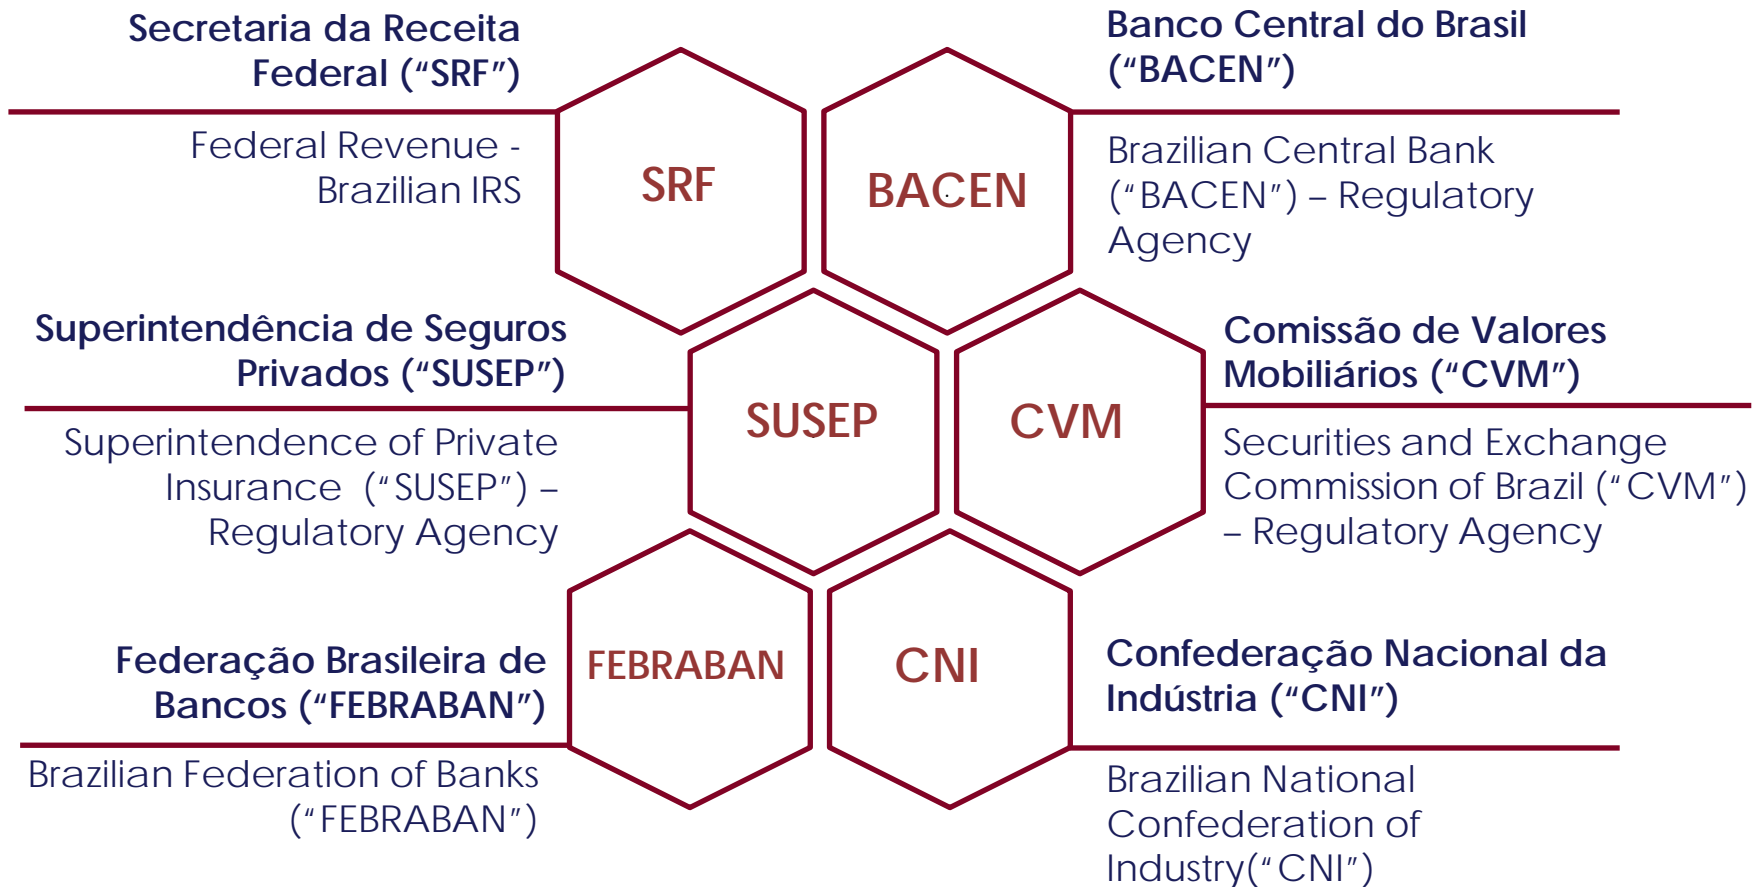 Secretaria da Receita
Federal (“SRF”)
Federal Revenue -
Brazilian IRS
SRF
BACEN
Banco Central do Brasil
(“BACEN”)
Brazilian Central Bank
(“BACEN”) – Regulatory
Agency
Superintendência de Seguros
Privados (“SUSEP”)
Superintendence of Private
Insurance (“SUSEP”) –
Regulatory Agency
SUSEP
CVM
Comissão de Valores
Mobiliários (“CVM”)
Securities and Exchange
Commission of Brazil (“CVM”)
– Regulatory Agency
Federação Brasileira de
Bancos (“FEBRABAN”)
Brazilian Federation of Banks
(“FEBRABAN”)
FEBRABAN
CNI
Confederação Nacional da
Indústria (“CNI”)
Brazilian National
Confederation of
Industry(“CNI”)